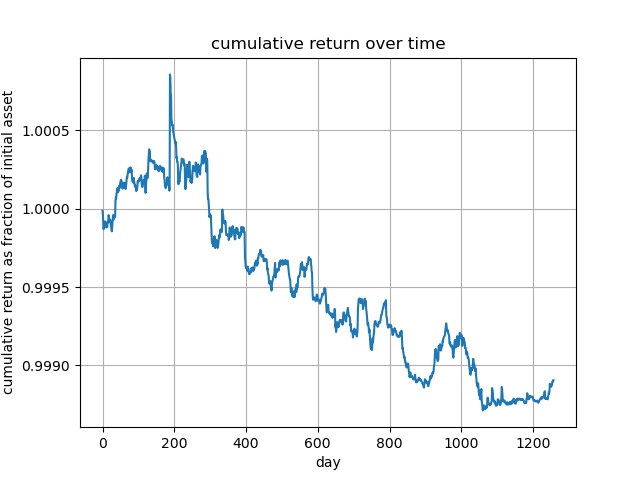 cumulative return over time
cumulative return as fraction of initial asset
1.0005
1.0000
0.9995
0.9990
0 200 400 600 800 1000 1200
day